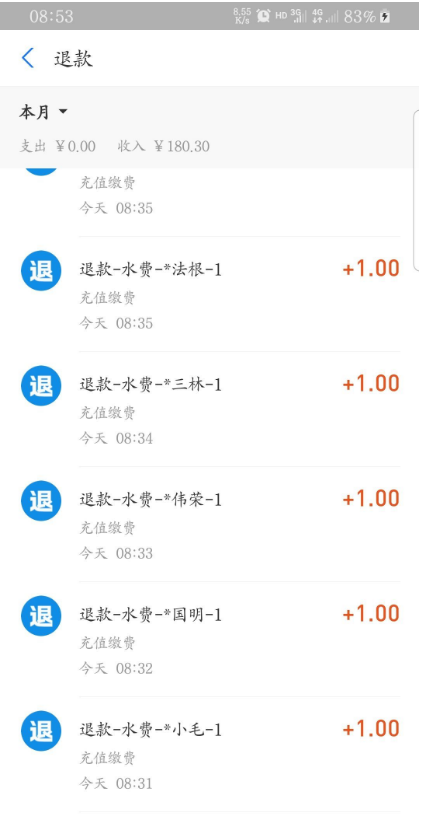 08:53
8.55 K/s HD 3G 4G 83%
退款
本月
支出 ￥0.00 收入 ￥180.30
充值缴费
今天 08:35
退 退款-水费-*法根-1 +1.00
充值缴费
今天 08:35
退 退款-水费-*三林-1 +1.00
充值缴费
今天 08:34
退 退款-水费-*伟荣-1 +1.00
充值缴费
今天 08:33
退 退款-水费-*国明-1 +1.00
充值缴费
今天 08:32
退 退款-水费-*小毛-1 +1.00
充值缴费
今天 08:31